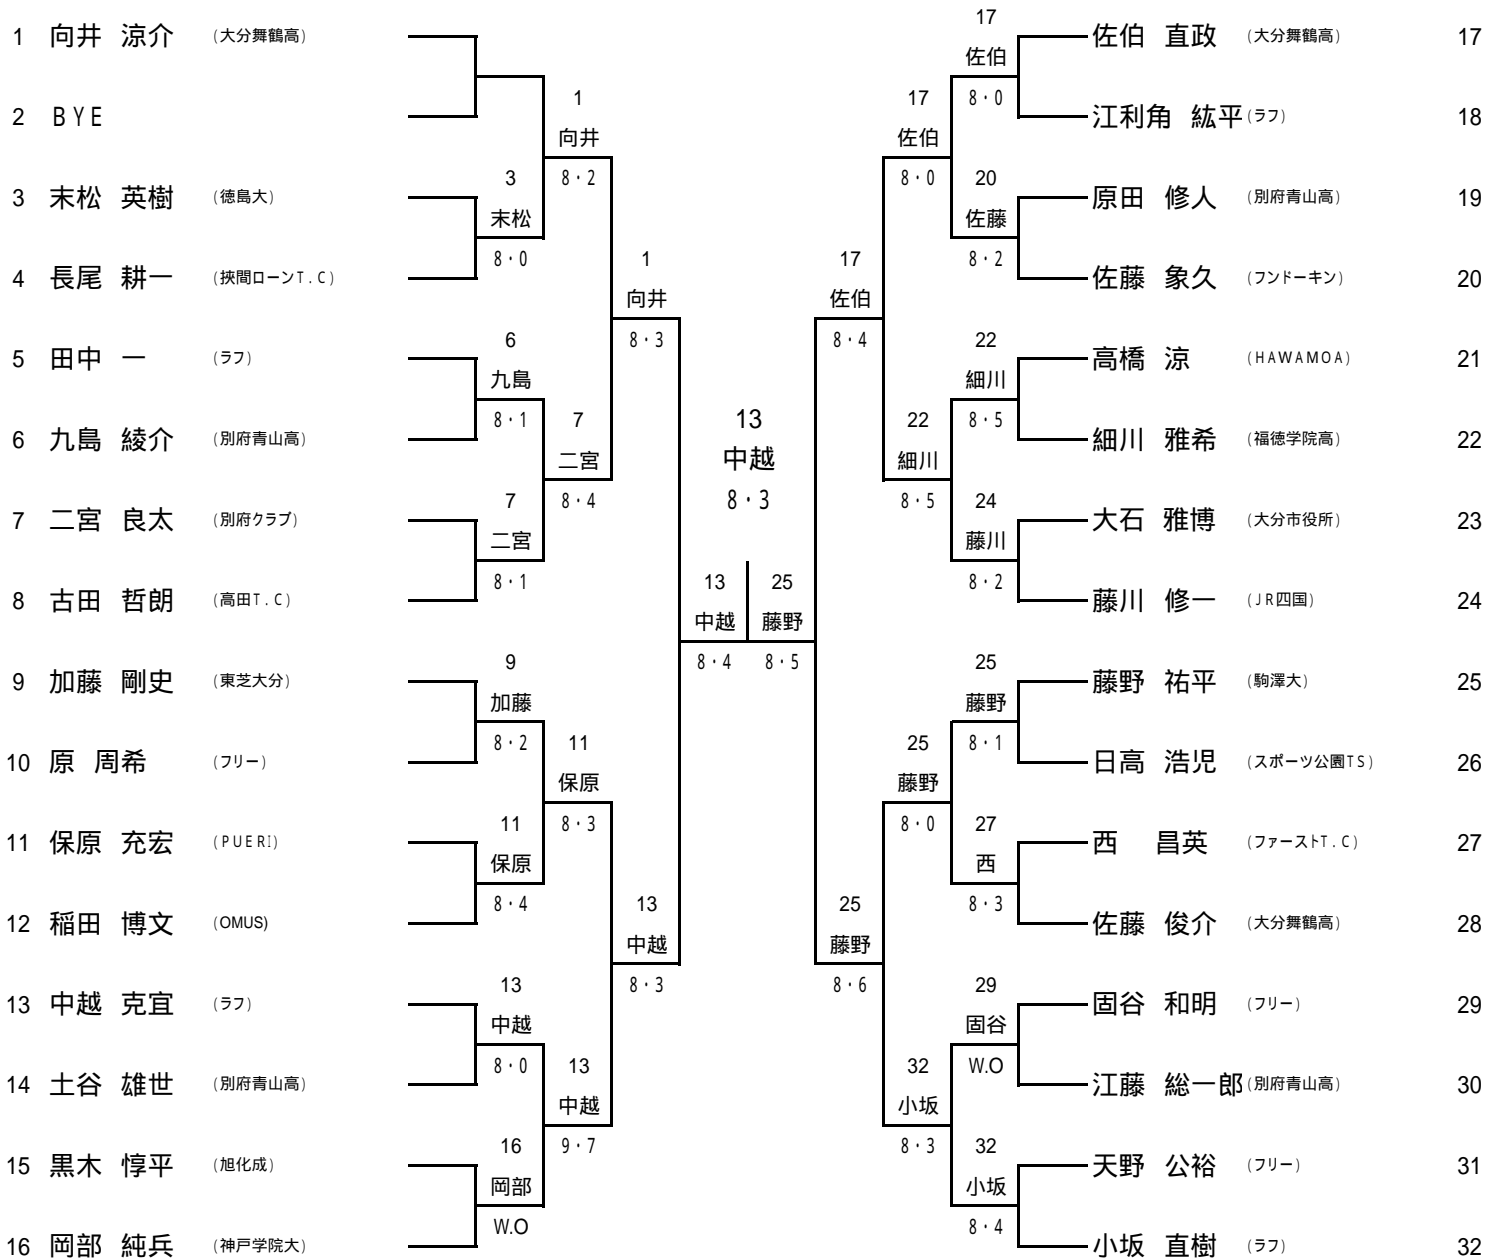 1 向井 涼介 (大分舞鶴高)
2 BYE
3 末松 英樹 (徳島大)
4 長尾 耕一 (挾間ローンT.C)
5 田中 一 (ラフ)
6 九島 綾介 (別府青山高)
7 二宮 良太 (別府クラブ)
8 古田 哲朗 (高田T.C)
9 加藤 剛史 (東芝大分)
10 原 周希 (フリー)
11 保原 充宏 (PUERI)
12 稲田 博文 (OMUS)
13 中越 克宜 (ラフ)
14 土谷 雄世 (別府青山高)
15 黒木 惇平 (旭化成)
16 岡部 純兵 (神戸学院大)
3
末松
8・0
6
九島
8・1
7
二宮
8・1
9
加藤
8・2
11
保原
8・4
13
中越
8・0
16
岡部
W.O
1
向井
8・2
7
二宮
8・4
11
保原
8・3
13
中越
9・7
1
向井
8・3
13
中越
8・3
13
中越
8・4
13
中越
8・3
25
藤野
8・5
17
佐伯
8・4
25
藤野
8・6
17
佐伯
8・0
22
細川
8・5
25
藤野
8・0
32
小坂
8・3
17
佐伯
8・0
20
佐藤
8・2
22
細川
8・5
24
藤川
8・2
25
藤野
8・1
27
西
8・3
29
固谷
W.O
32
小坂
8・4
佐伯 直政 (大分舞鶴高) 17
江利角 紘平 (ラフ) 18
原田 修人 (別府青山高) 19
佐藤 象久 (フンドーキン) 20
高橋 涼 (HAWAMOA) 21
細川 雅希 (福徳学院高) 22
大石 雅博 (大分市役所) 23
藤川 修一 (JR四国) 24
藤野 祐平 (駒澤大) 25
日高 浩児 (スポーツ公園TS) 26
西 昌英 (ファーストT.C) 27
佐藤 俊介 (大分舞鶴高) 28
固谷 和明 (フリー) 29
江藤 総一郎 (別府青山高) 30
天野 公裕 (フリー) 31
小坂 直樹 (ラフ) 32